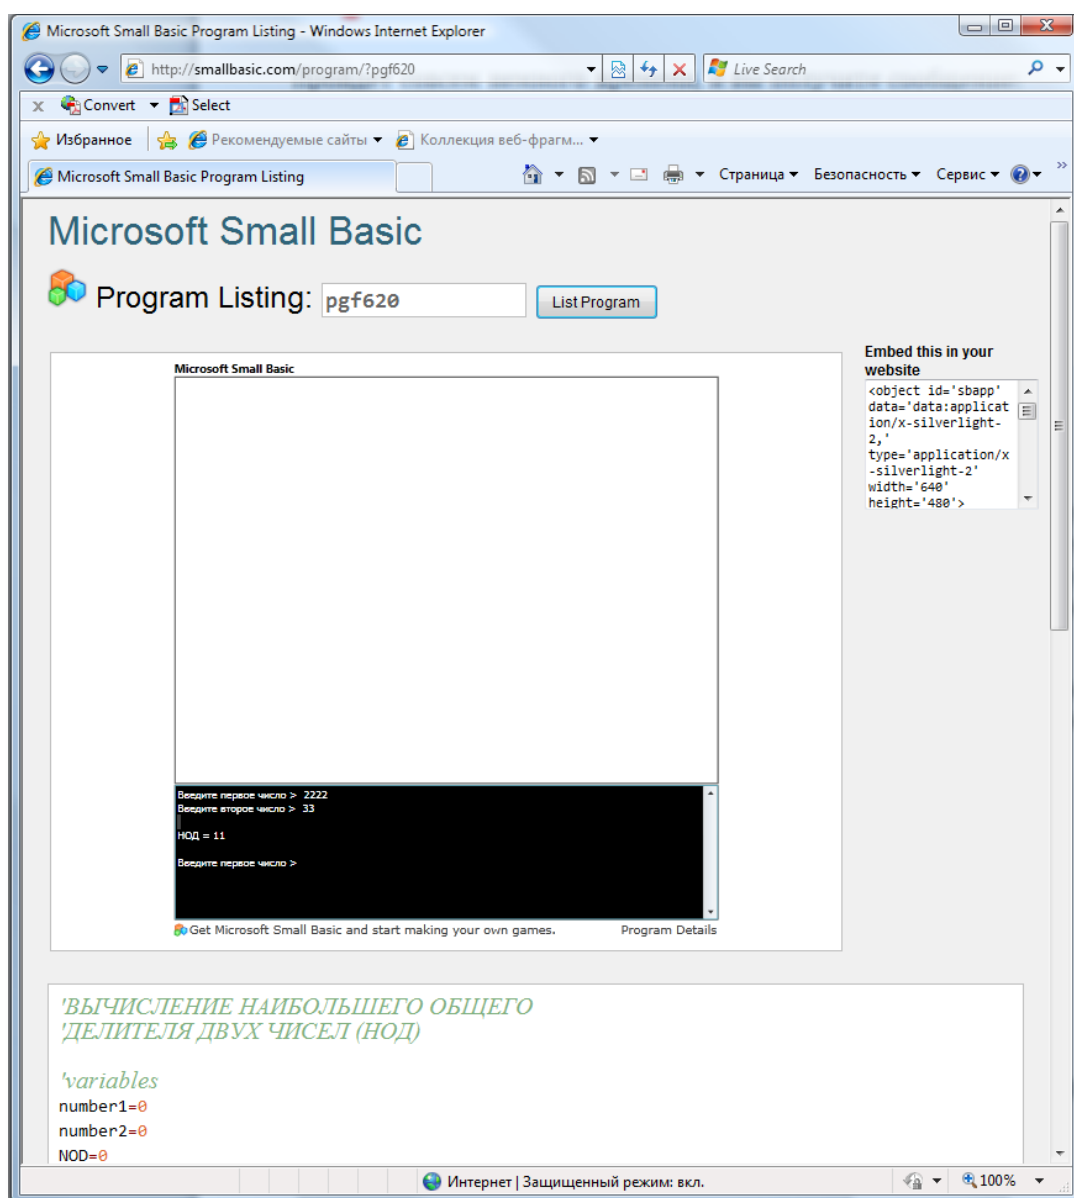 Microsoft Small Basic Program Listing - Windows Internet Explorer
http://smallbasic.com/program/?pgf620
Live Search
x Convert Select
Избранное Рекомендуемые сайты Коллекция веб-фрагм...
Microsoft Small Basic Program Listing
Страница Безопасность Сервис
Microsoft Small Basic
Program Listing: pgf620 List Program
Microsoft Small Basic
Embed this in your
website
<object id='sbapp'
data='data:applicat
ion/x-silverlight-
2,'
type='application/x
-silverlight-2'
width='640'
height='480'>
Введите первое число > 2222
Введите второе число > 33
НОД = 11
Введите первое число >
Get Microsoft Small Basic and start making your own games. Program Details
'ВЫЧИСЛЕНИЕ НАИБОЛЬШЕГО ОБЩЕГО
'ДЕЛИТЕЛЯ ДВУХ ЧИСЕЛ (НОД)
'variables
number1=0
number2=0
NOD=0
Интернет | Защищенный режим: вкл. 100%